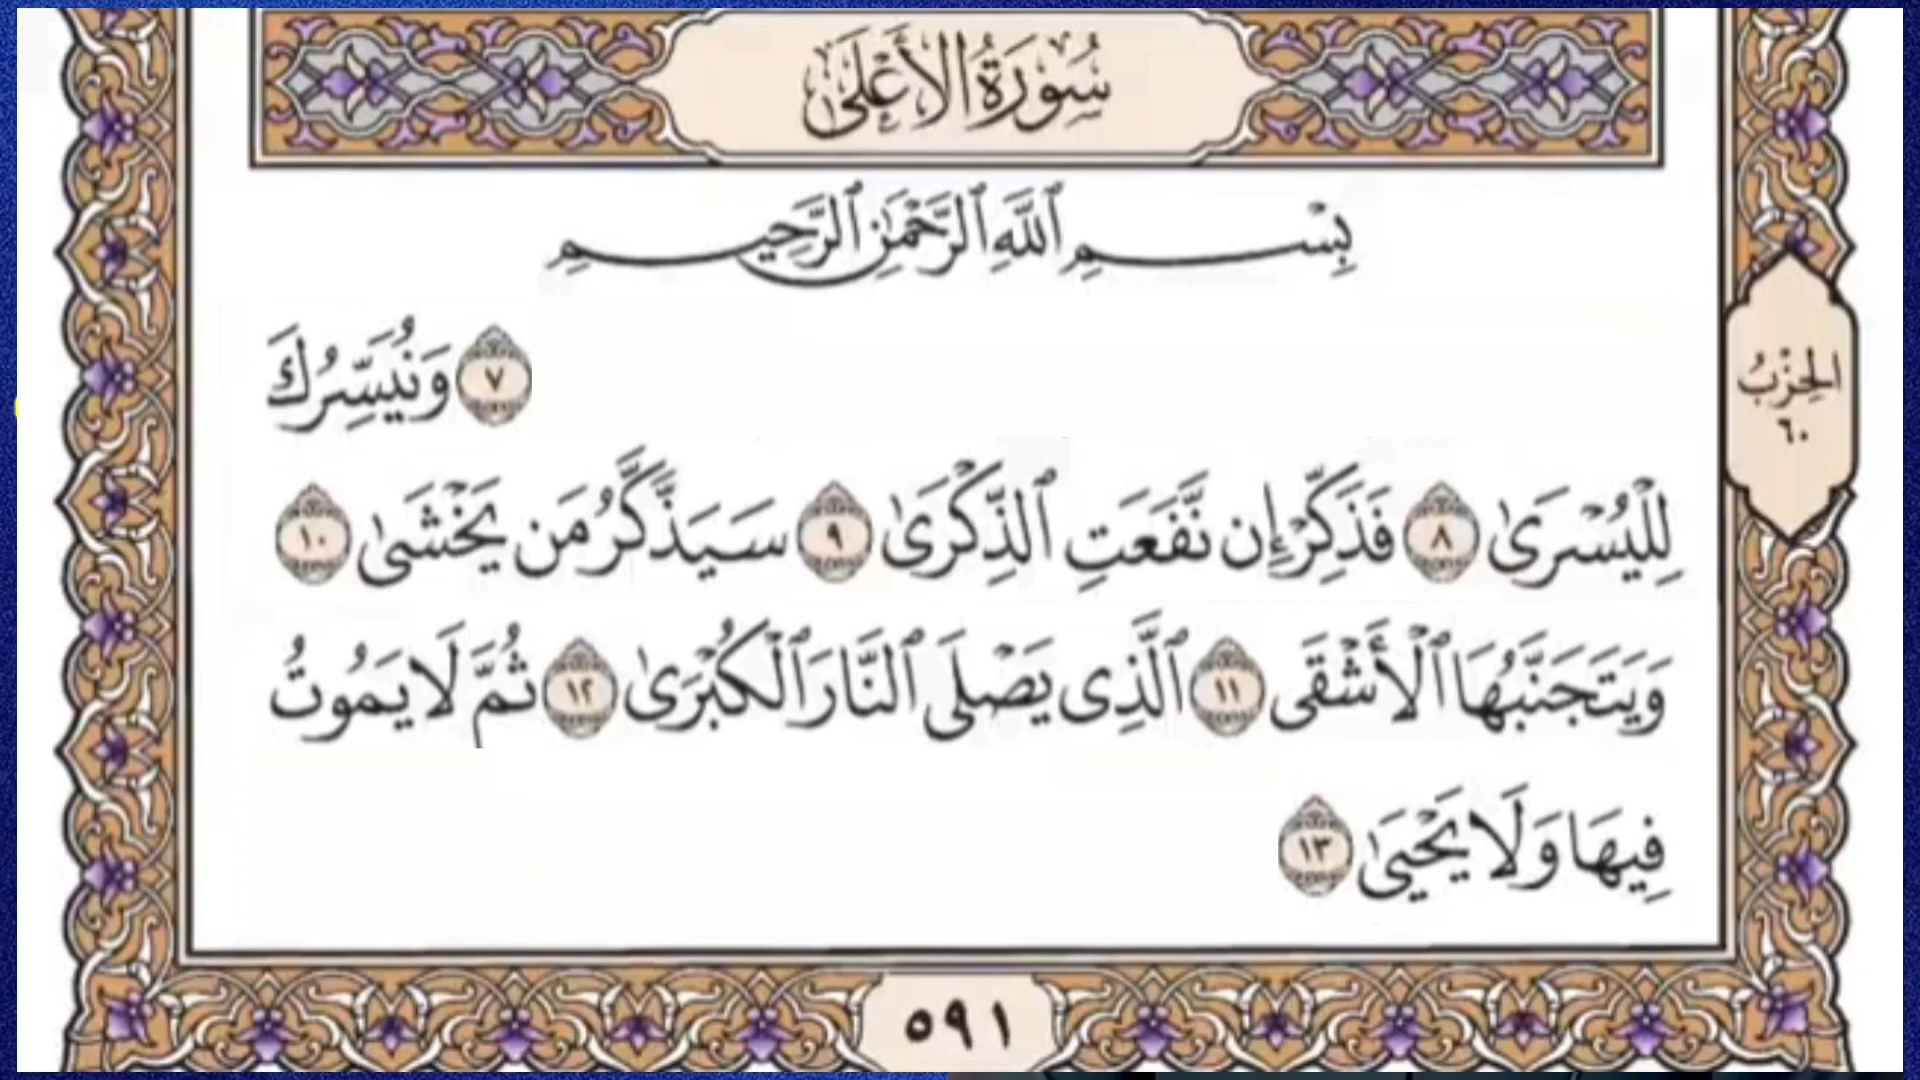 سُورَةُ الأَعْلَىٰ
بِسْمِ ٱللَّهِ ٱلرَّحْمَٰنِ ٱلرَّحِيمِ
٧ وَنُيَسِّرُكَ
الحِزْبُ
٦٠
لِلْيُسْرَىٰ ٨ فَذَكِّرْ إِن نَّفَعَتِ ٱلذِّكْرَىٰ ٩ سَيَذَّكَّرُ مَن يَخْشَىٰ ١٠
وَيَتَجَنَّبُهَا ٱلْأَشْقَى ١١ ٱلَّذِى يَصْلَى ٱلنَّارَ ٱلْكُبْرَىٰ ١٢ ثُمَّ لَا يَمُوتُ
فِيهَا وَلَا يَحْيَىٰ ١٣
٥٩١